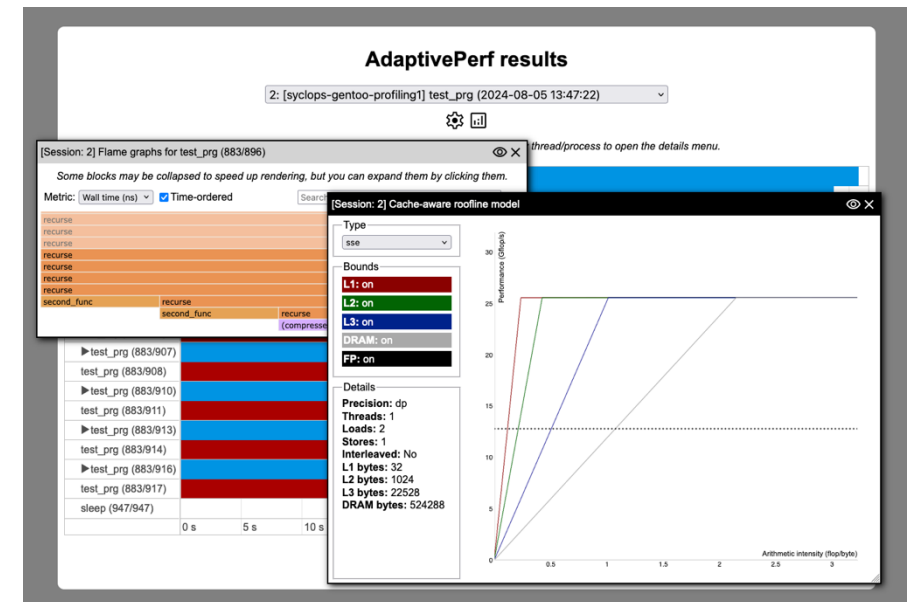 AdaptivePerf results
2: [syclops-gentoo-profiling1] test_prg (2024-08-05 13:47:22)
thread/process to open the details menu.
[Session: 2] Flame graphs for test_prg (883/896)
Some blocks may be collapsed to speed up rendering, but you can expand them by clicking them.
Metric: Wall time (ns) Time-ordered Search
recurse
recurse
recurse
recurse
recurse
recurse
recurse
second_func recurse
second_func recurse
(compresse
[Session: 2] Cache-aware roofline model
Type
sse
Bounds
L1: on
L2: on
L3: on
DRAM: on
FP: on
Details
Precision: dp
Threads: 1
Loads: 2
Stores: 1
Interleaved: No
L1 bytes: 32
L2 bytes: 1024
L3 bytes: 22528
DRAM bytes: 524288
Performance (Gflop/s)
30
25
20
15
10
5
0
0.5 1 1.5 2 2.5 3
Arithmetic intensity (flop/byte)
▶test_prg (883/907)
test_prg (883/908)
▶test_prg (883/910)
test_prg (883/911)
▶test_prg (883/913)
test_prg (883/914)
▶test_prg (883/916)
test_prg (883/917)
sleep (947/947)
0 s 5 s 10 s